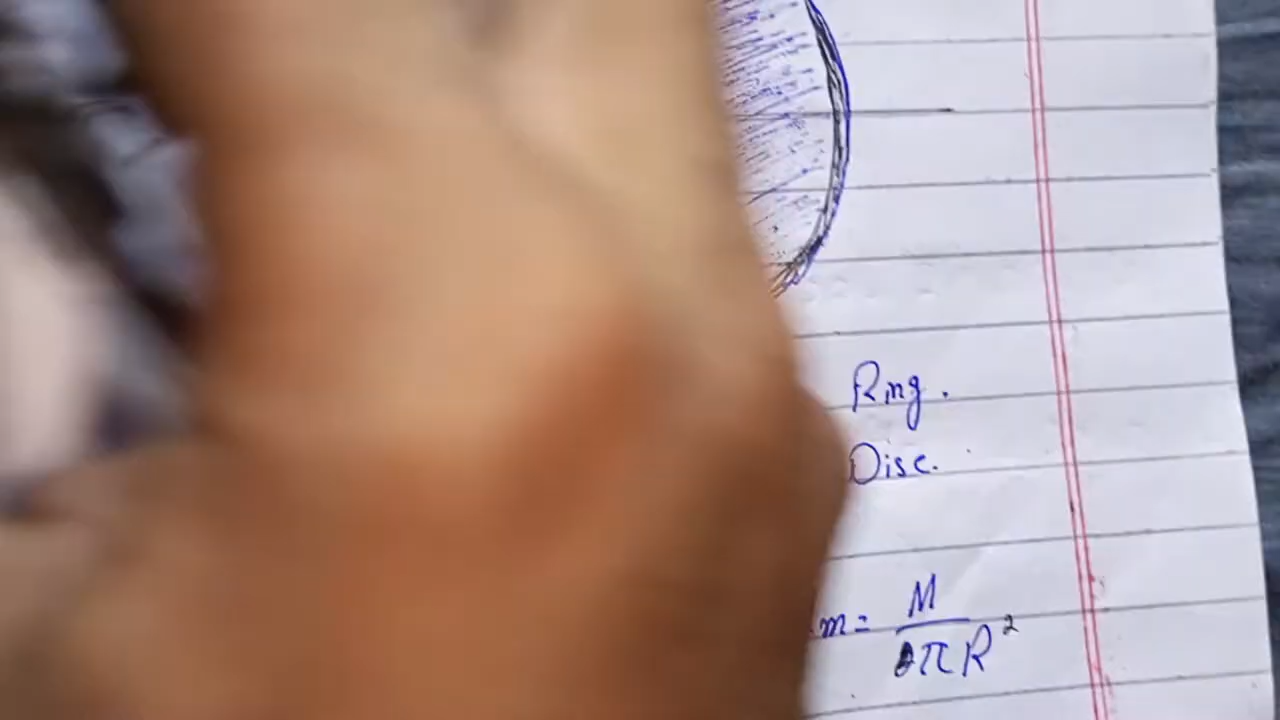 Ring.
Disc.
m = M / πR²